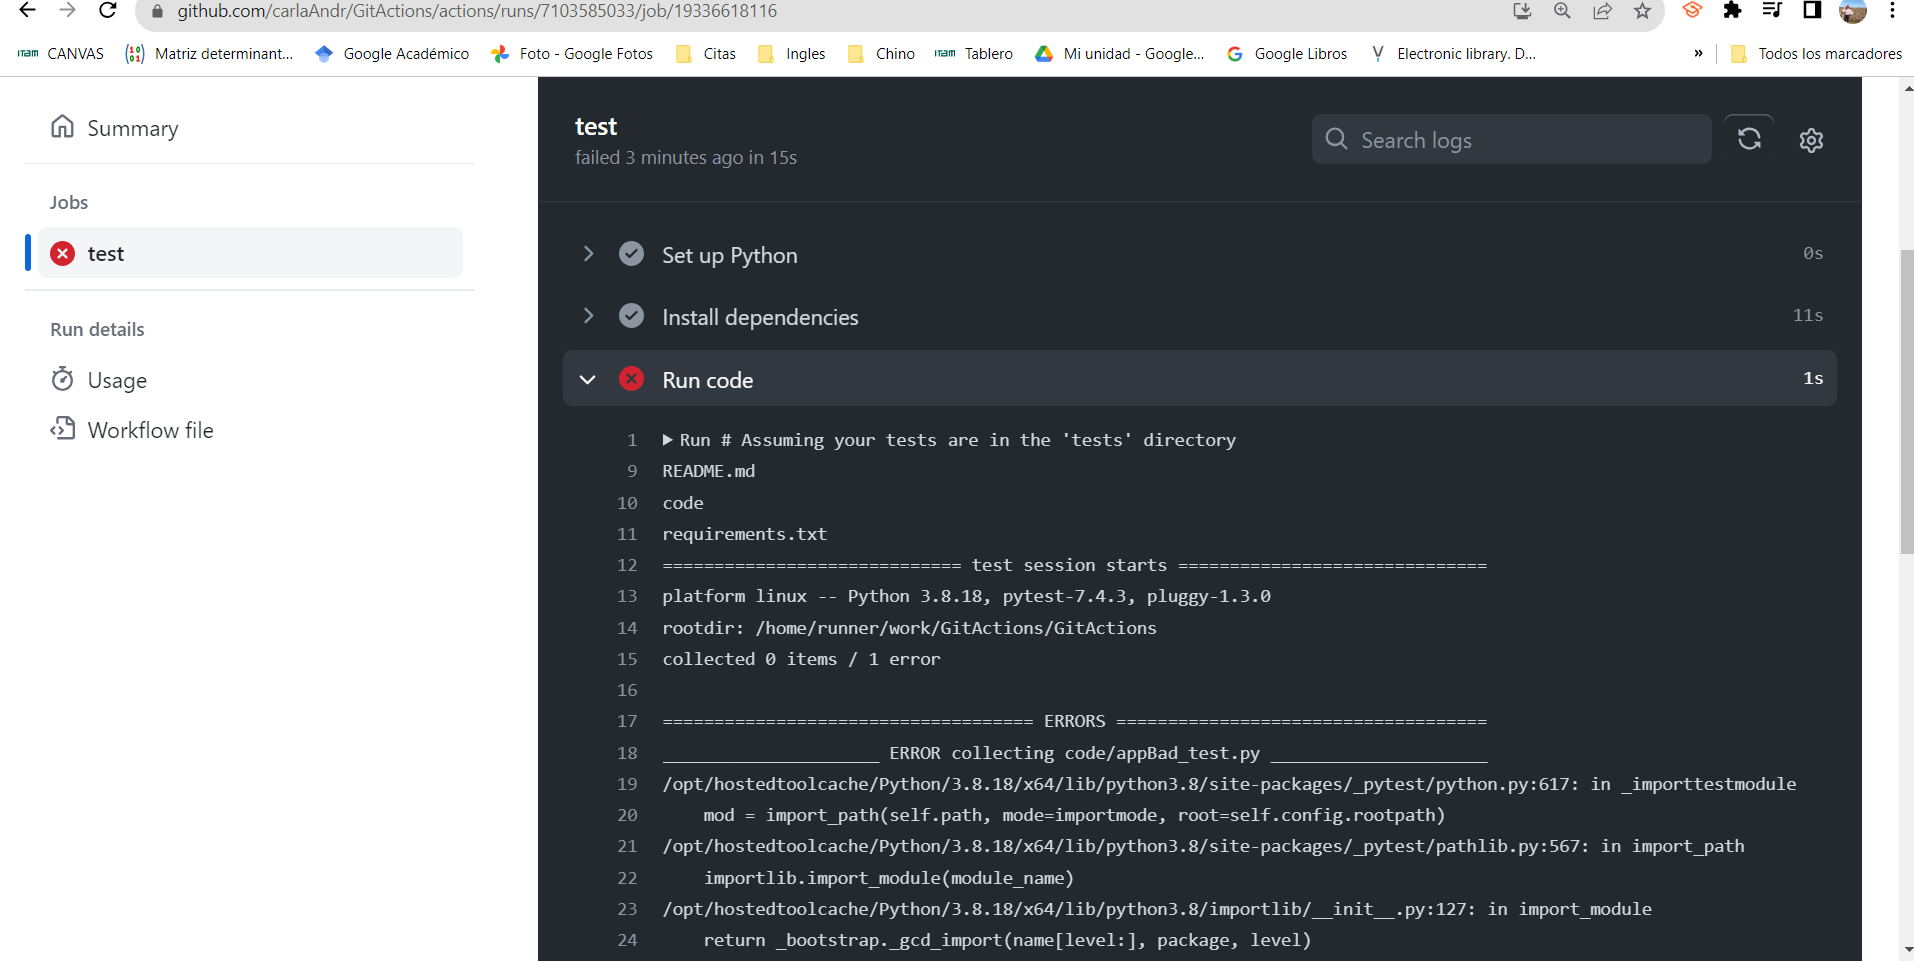 github.com/carlaAndr/GitActions/actions/runs/7103585033/job/19336618116
ITAM CANVAS Matriz determinant... Google Académico Foto - Google Fotos Citas Ingles Chino ITAM Tablero Mi unidad - Google... Google Libros Electronic library. D... » Todos los marcadores
Summary
Jobs
test
Run details
Usage
Workflow file
test
failed 3 minutes ago in 15s
Search logs
Set up Python 0s
Install dependencies 11s
Run code 1s
1 Run # Assuming your tests are in the 'tests' directory
9 README.md
10 code
11 requirements.txt
12 ============================= test session starts ==============================
13 platform linux -- Python 3.8.18, pytest-7.4.3, pluggy-1.3.0
14 rootdir: /home/runner/work/GitActions/GitActions
15 collected 0 items / 1 error
16
17 ==================================== ERRORS ====================================
18 _____________________ ERROR collecting code/appBad_test.py _____________________
19 /opt/hostedtoolcache/Python/3.8.18/x64/lib/python3.8/site-packages/_pytest/python.py:617: in _importtestmodule
20 mod = import_path(self.path, mode=importmode, root=self.config.rootpath)
21 /opt/hostedtoolcache/Python/3.8.18/x64/lib/python3.8/site-packages/_pytest/pathlib.py:567: in import_path
22 importlib.import_module(module_name)
23 /opt/hostedtoolcache/Python/3.8.18/x64/lib/python3.8/importlib/__init__.py:127: in import_module
24 return _bootstrap._gcd_import(name[level:], package, level)